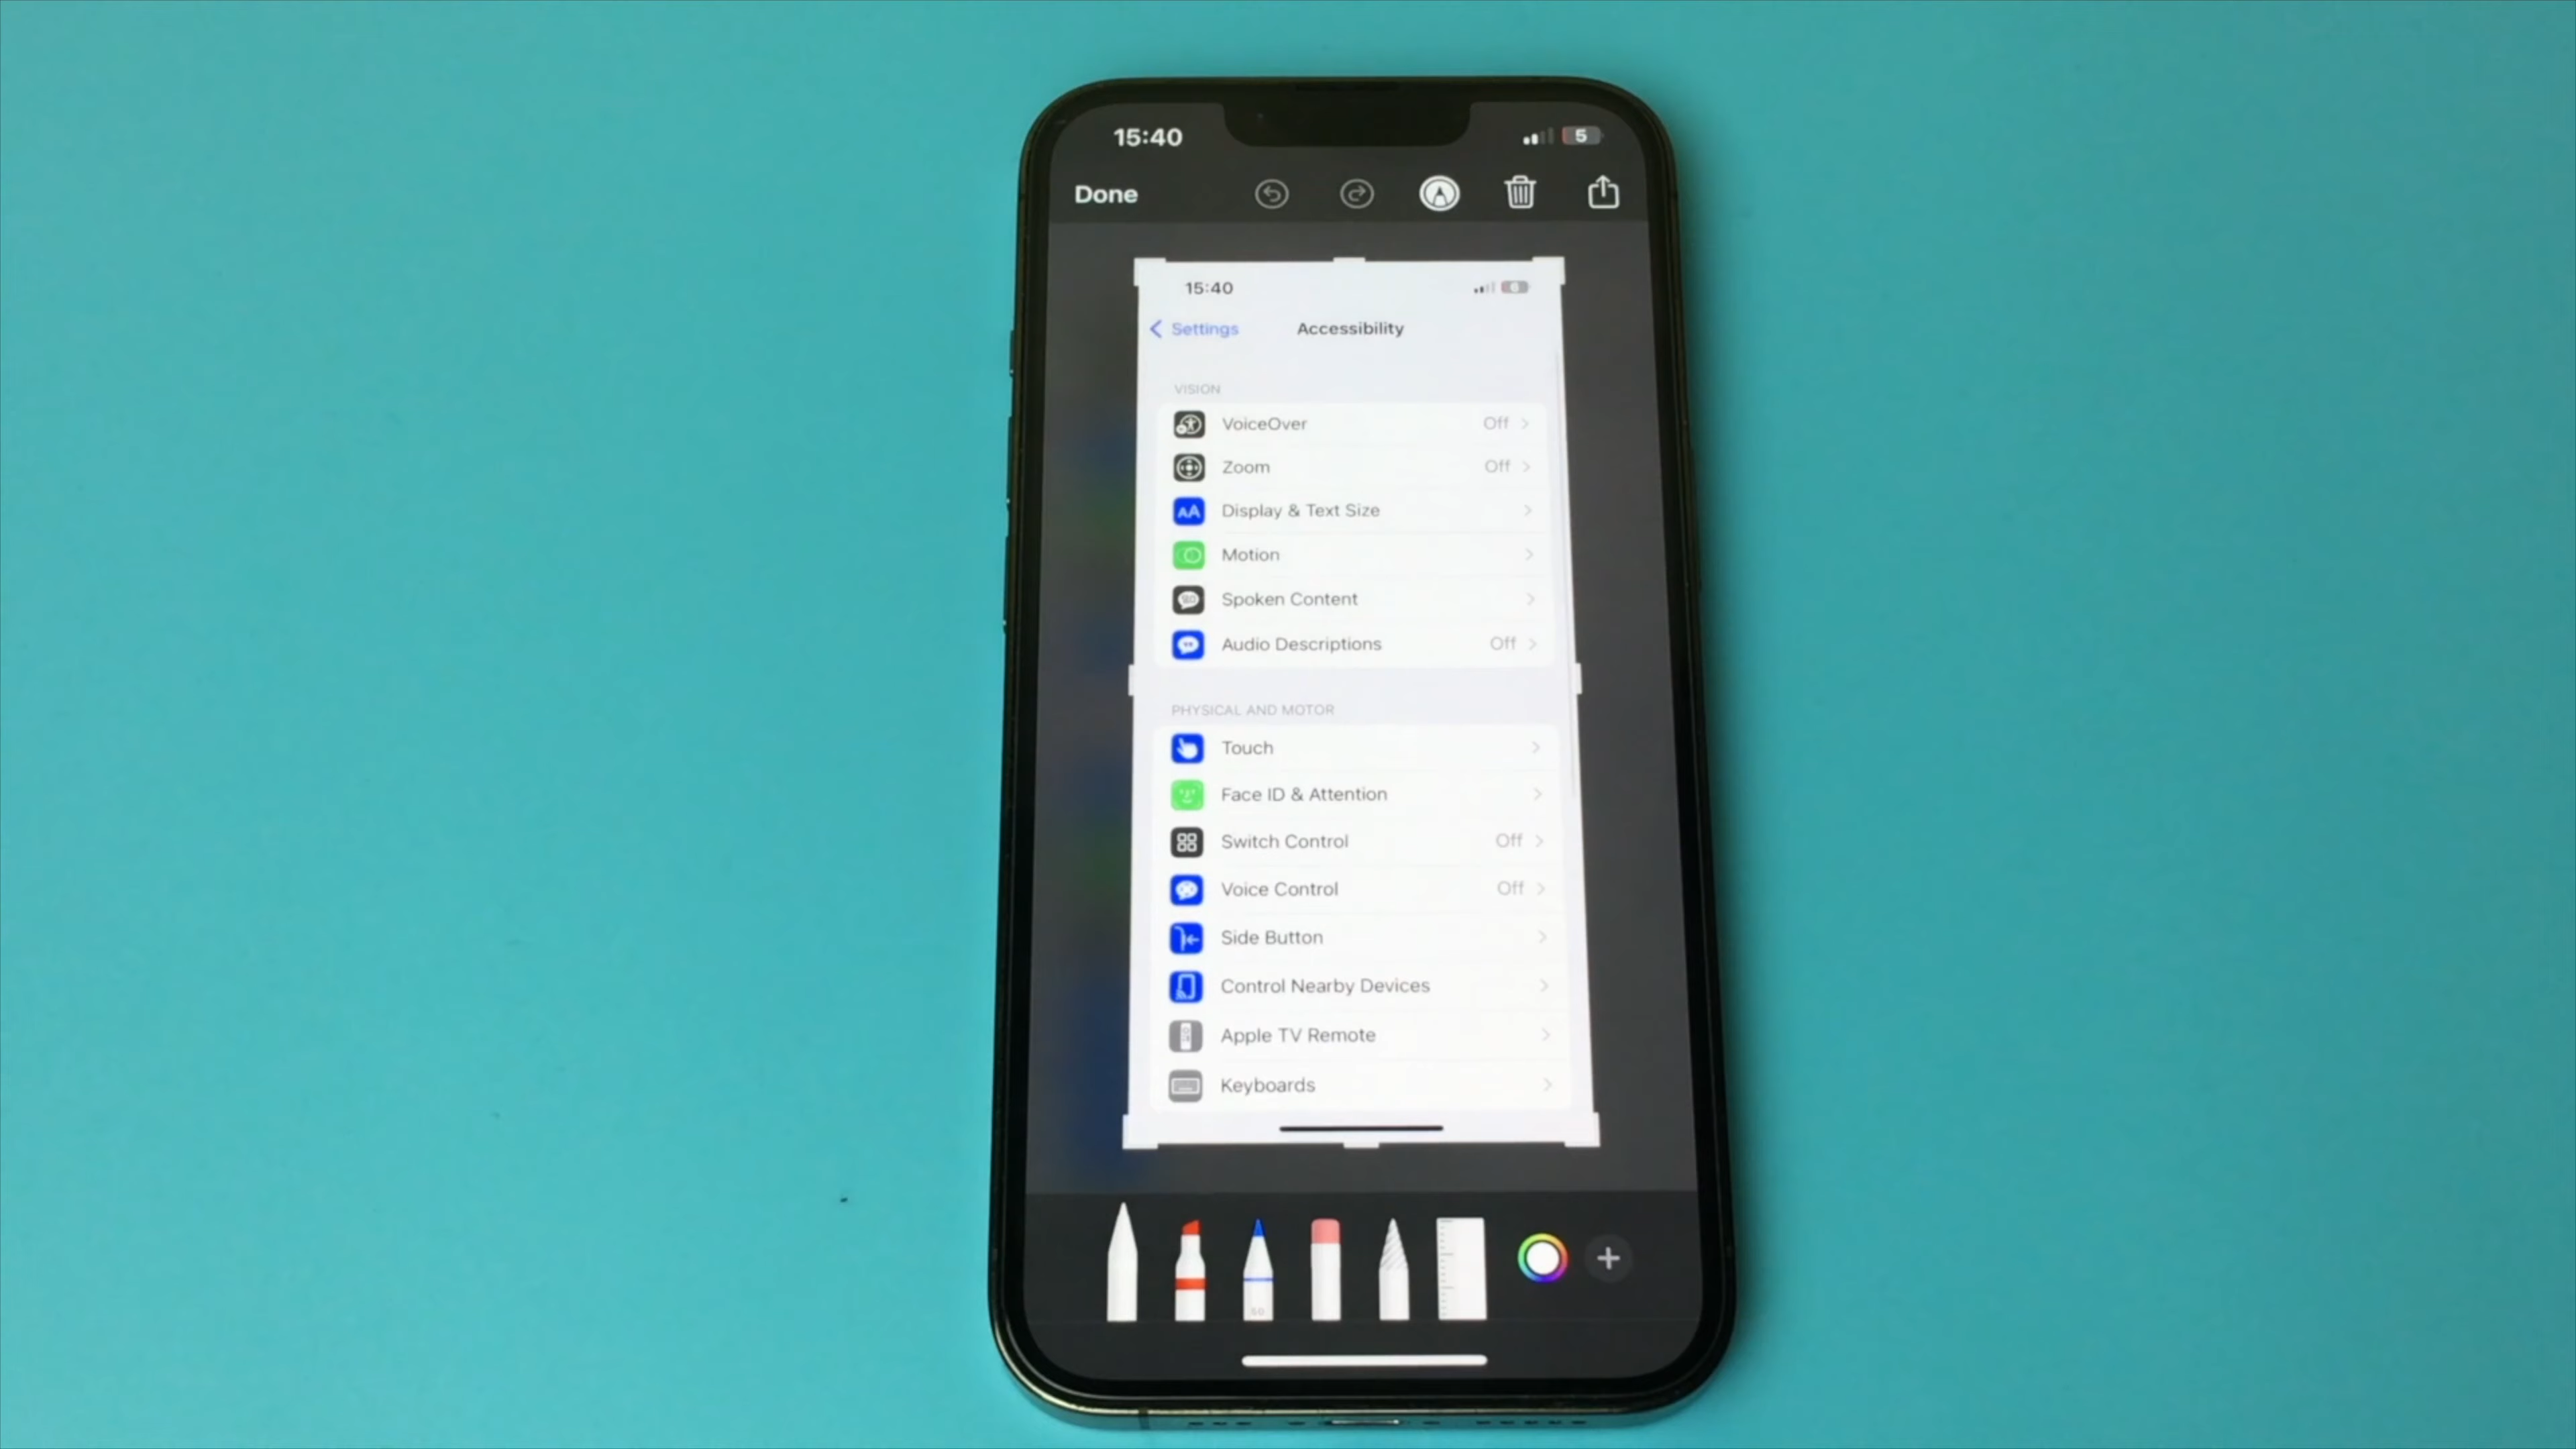 15:40
5
Done
15:40
Settings
Accessibility
VISION
VoiceOver Off
Zoom Off
AA Display & Text Size
Motion
Spoken Content
Audio Descriptions Off
PHYSICAL AND MOTOR
Touch
Face ID & Attention
Switch Control Off
Voice Control Off
Side Button
Control Nearby Devices
Apple TV Remote
Keyboards